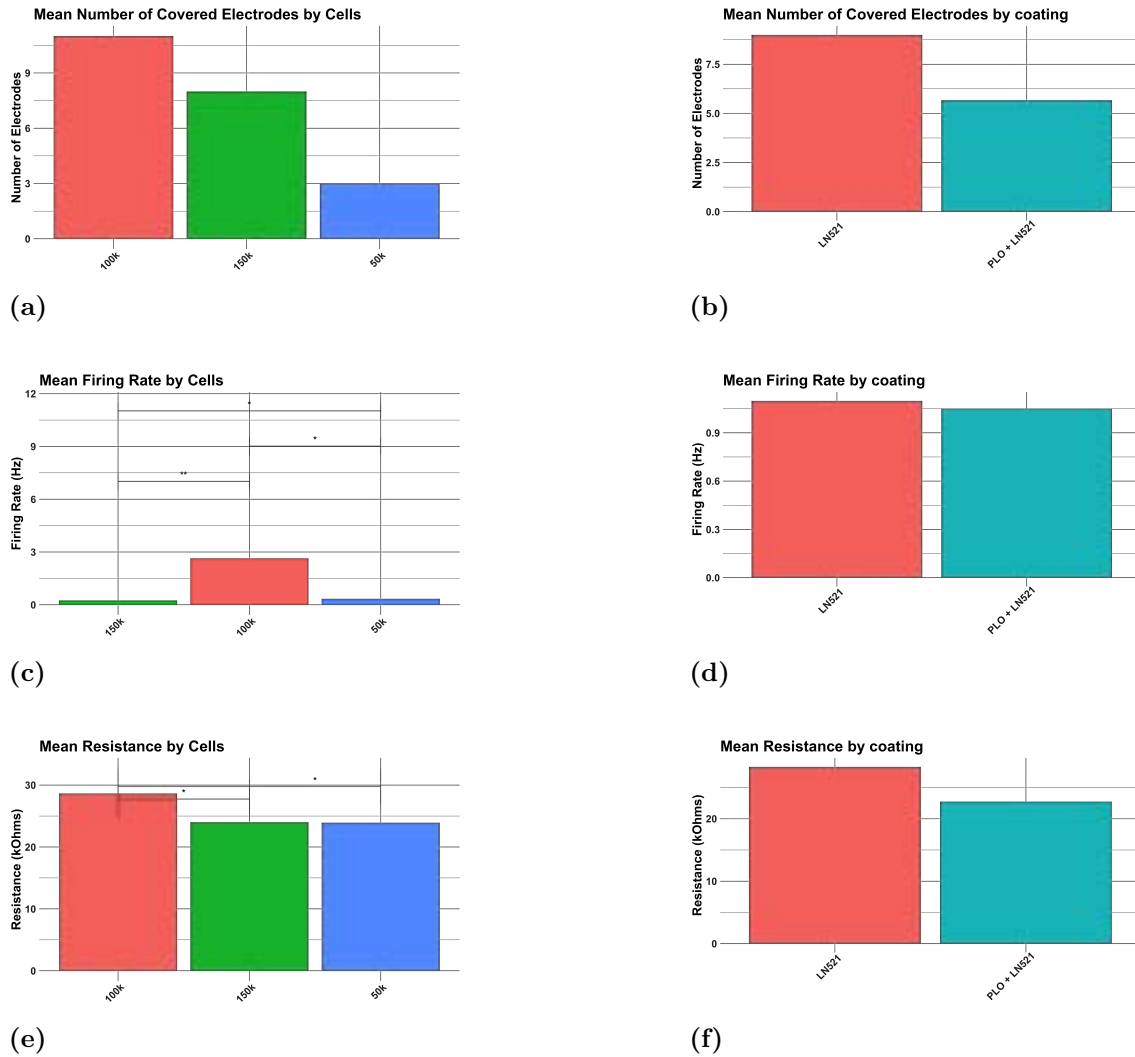 Mean Number of Covered Electrodes by Cells
Number of Electrodes
9
6
3
0
100k
150k
50k
(a)
Mean Number of Covered Electrodes by coating
Number of Electrodes
7.5
5.0
2.5
0.0
LN521
PLO + LN521
(b)
Mean Firing Rate by Cells
Firing Rate (Hz)
12
9
6
3
0
*
*
**
150k
100k
50k
(c)
Mean Firing Rate by coating
Firing Rate (Hz)
0.9
0.6
0.3
0.0
LN521
PLO + LN521
(d)
Mean Resistance by Cells
Resistance (kOhms)
30
20
10
0
*
*
100k
150k
50k
(e)
Mean Resistance by coating
Resistance (kOhms)
20
10
0
LN521
PLO + LN521
(f)